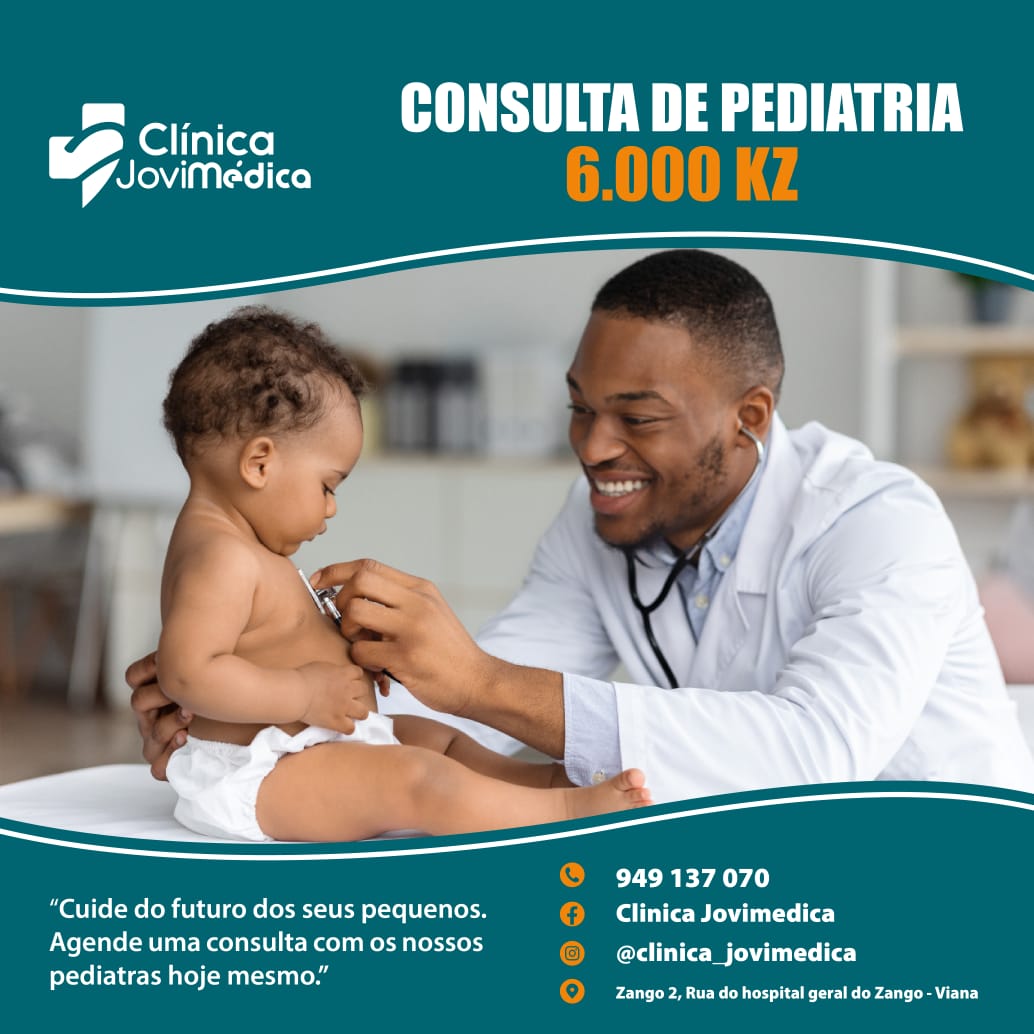 Clínica
JoviMédica
CONSULTA DE PEDIATRIA
6.000 KZ
“Cuide do futuro dos seus pequenos.
Agende uma consulta com os nossos
pediatras hoje mesmo.”
949 137 070
Clinica Jovimedica
@clinica_jovimedica
Zango 2, Rua do hospital geral do Zango - Viana